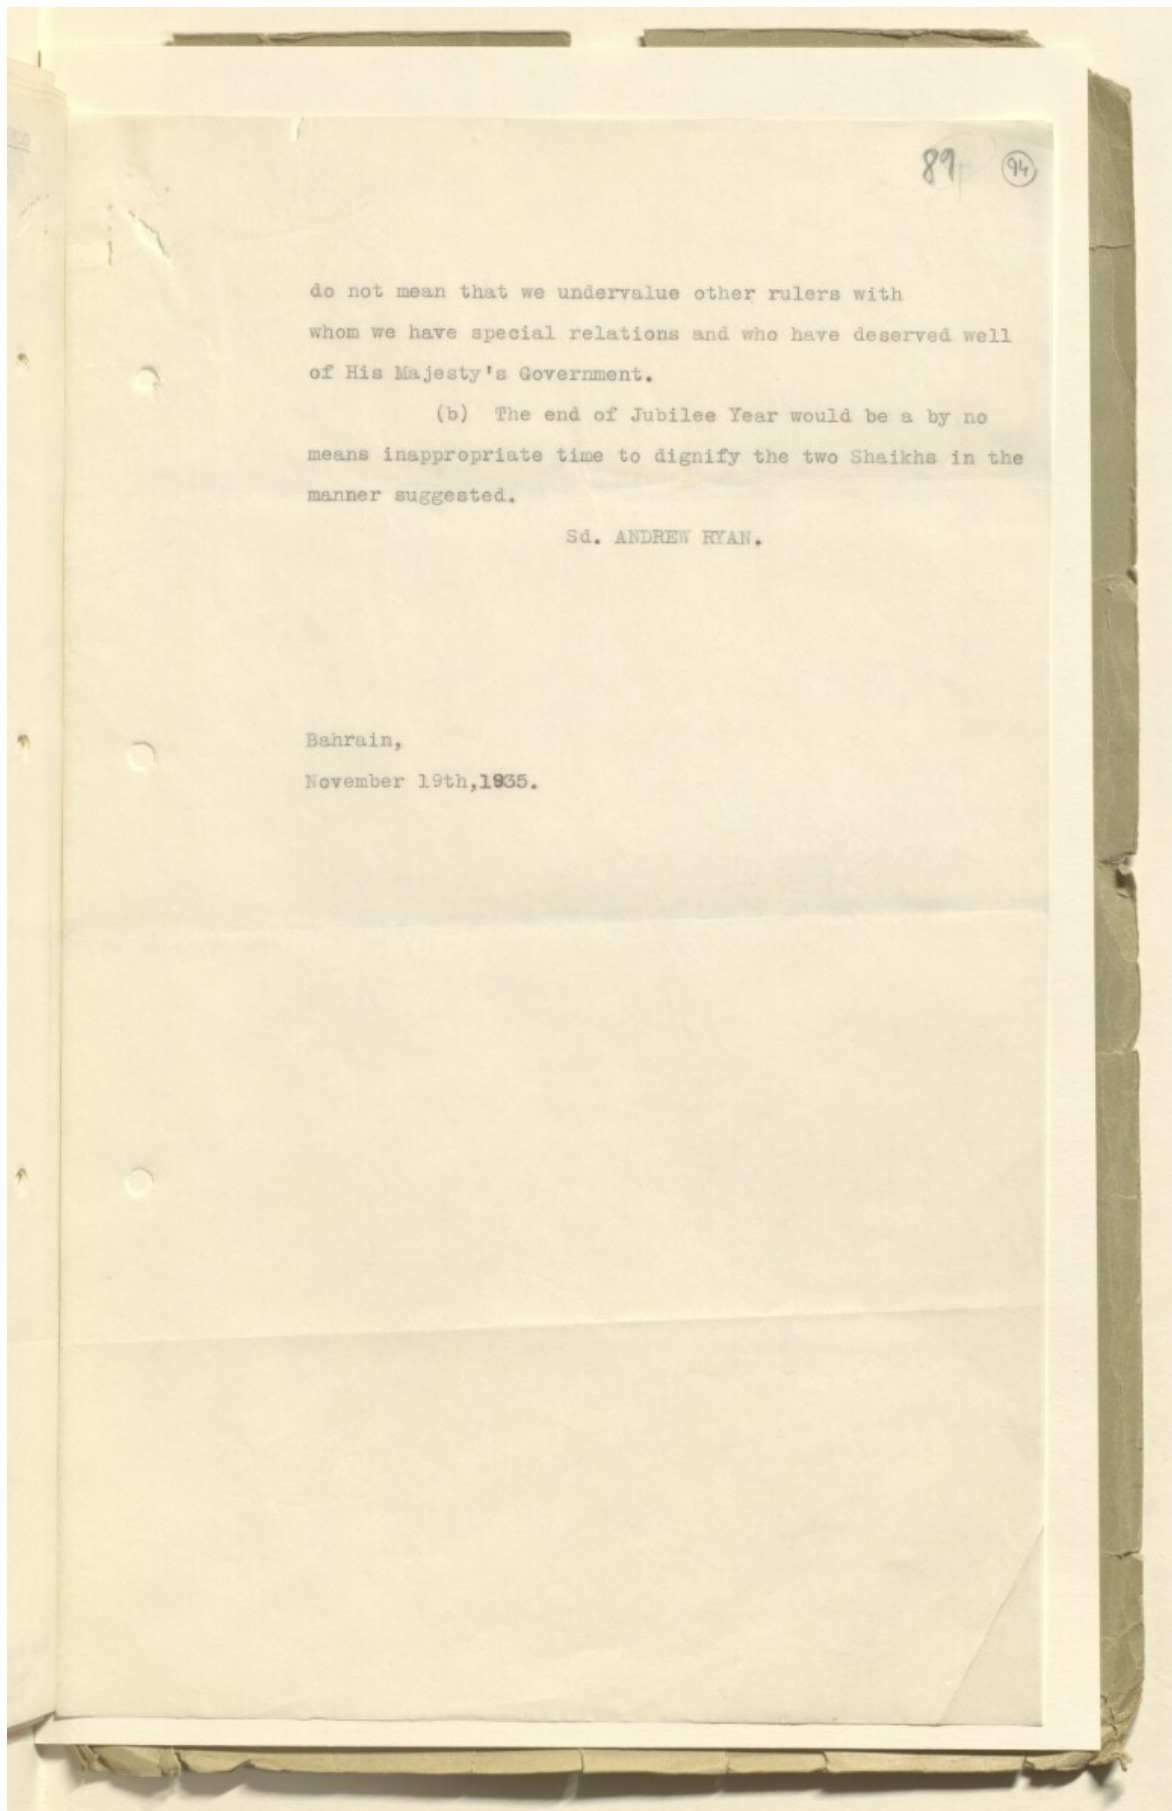 89 94
do not mean that we undervalue other rulers with
whom we have special relations and who have deserved well
of His Majesty's Government.
(b) The end of Jubilee Year would be a by no
means inappropriate time to dignify the two Shaikhs in the
manner suggested.
Sd. ANDREW RYAN.
Bahrain,
November 19th,1935.